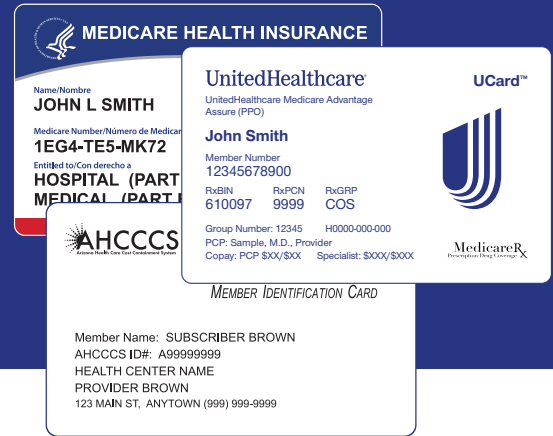 MEDICARE HEALTH INSURANCE
Name/Nombre
JOHN L SMITH
Medicare Number/Número de Medicar
1EG4-TE5-MK72
Entitled to/Con derecho a
HOSPITAL (PART
MEDICAL (PART
UnitedHealthcare®
UCard™
UnitedHealthcare Medicare Advantage
Assure (PPO)
John Smith
Member Number
12345678900
RxBIN RxPCN RxGRP
610097 9999 COS
Group Number: 12345 H0000-000-000
PCP: Sample, M.D., Provider
Copay: PCP $XX/$XX Specialist: $XXX/$XXX
MedicareRx
Prescription Drug Coverage
AHCCCS
Arizona Health Care Cost Containment System
MEMBER IDENTIFICATION CARD
Member Name: SUBSCRIBER BROWN
AHCCCS ID#: A99999999
HEALTH CENTER NAME
PROVIDER BROWN
123 MAIN ST, ANYTOWN (999) 999-9999